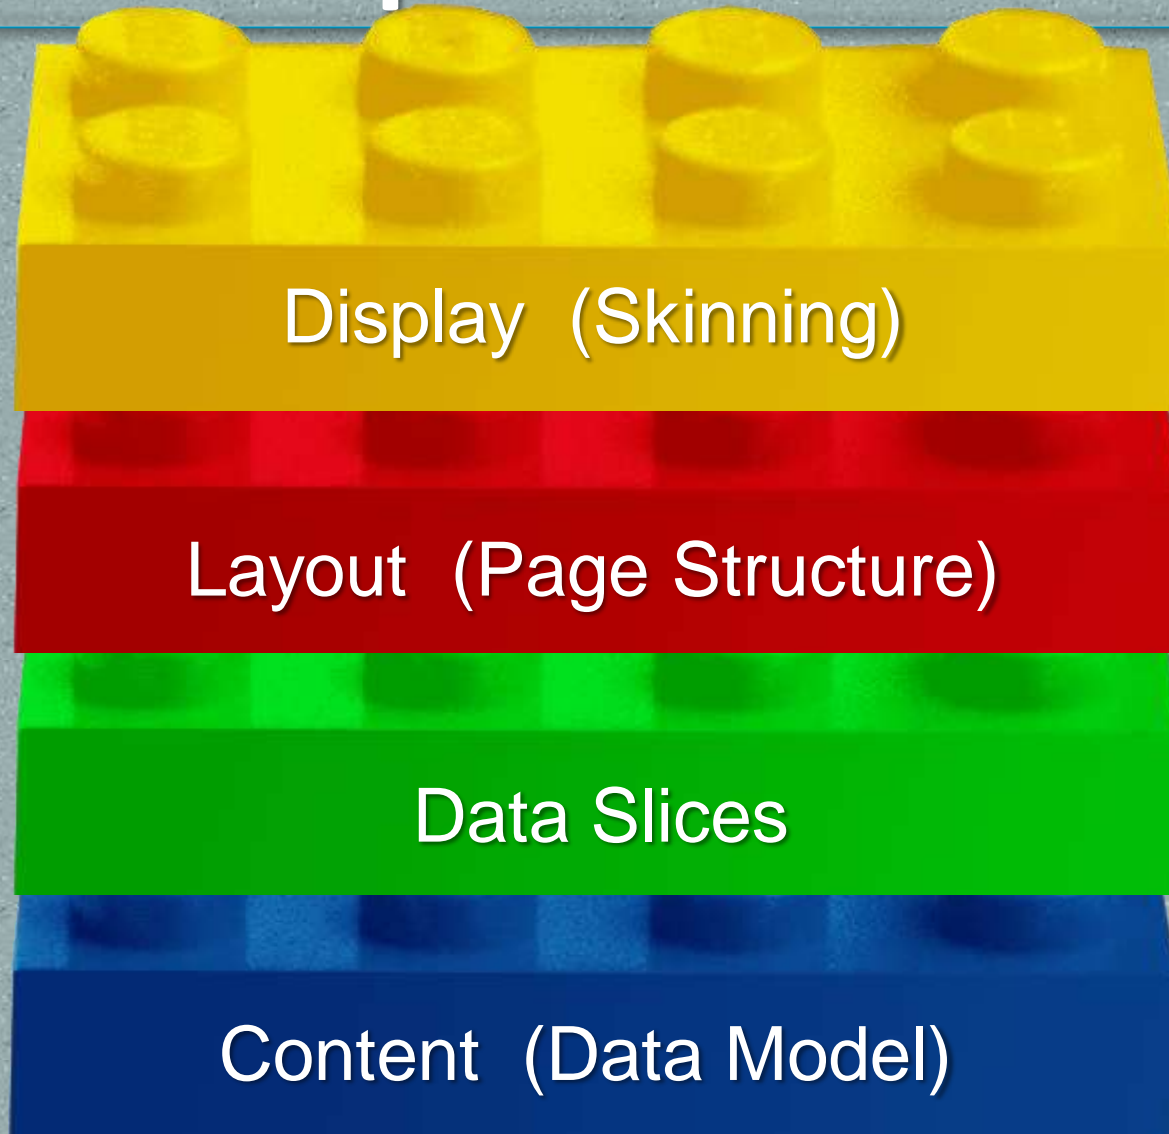 Display (Skinning)
Layout (Page Structure)
Data Slices
Content (Data Model)